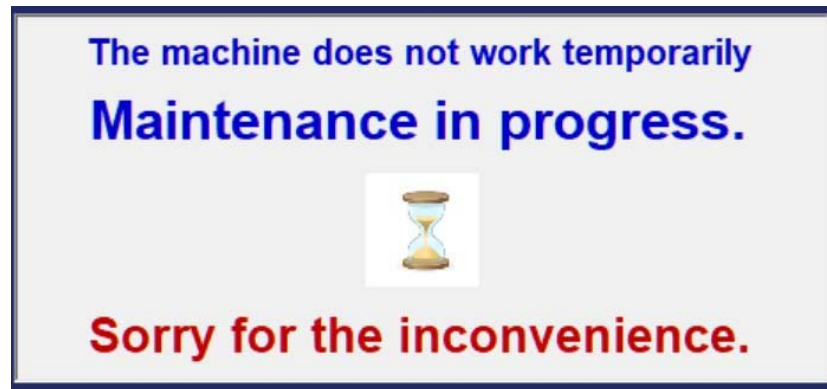 The machine does not work temporarily
Maintenance in progress.
Sorry for the inconvenience.